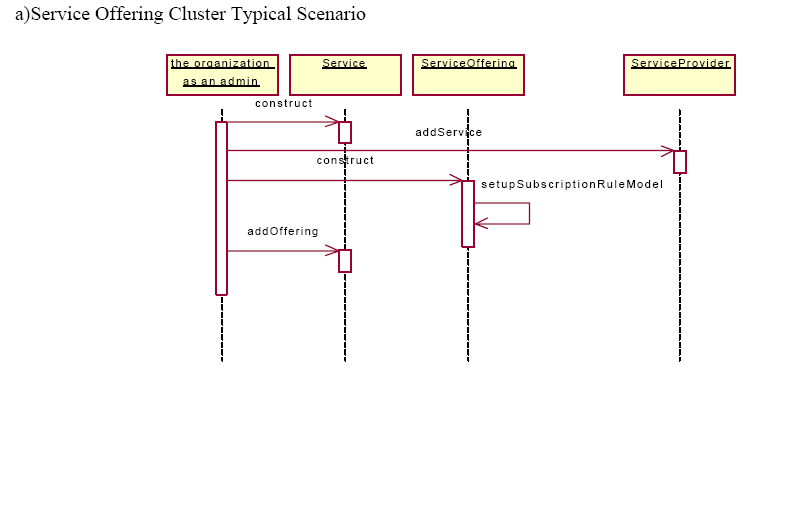 a)Service Offering Cluster Typical Scenario
the organization
as an admin
Service
ServiceOffering
ServiceProvider
construct
addService
construct
setupSubscriptionRuleModel
addOffering